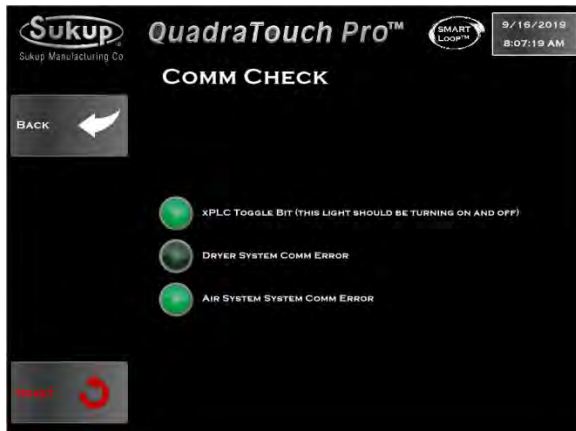 Sukup
Sukup Manufacturing Co
QuadraTouch Pro™
SMART
LOOP™
9/16/2019
8:07:19 AM
COMM CHECK
BACK
XPLC TOGGLE BIT (THIS LIGHT SHOULD BE TURNING ON AND OFF)
DRYER SYSTEM COMM ERROR
AIR SYSTEM SYSTEM COMM ERROR
RESET